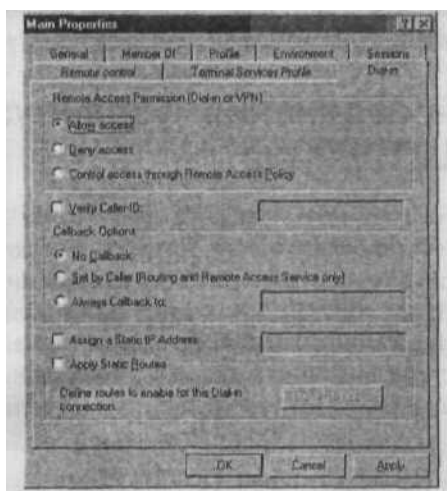 Main Properties
General Member Of Profile Environment Sessions
Remote control Terminal Services Profile Dial-in
Remote Access Permission (Dial-in or VPN)
Allow access
Deny access
Control access through Remote Access Policy
Verify Caller-ID:
Callback Options
No Callback
Set by Caller (Routing and Remote Access Service only)
Always Callback to:
Assign a Static IP Address
Apply Static Routes
Define routes to enable for this Dial-in
connection.
OK Cancel Apply